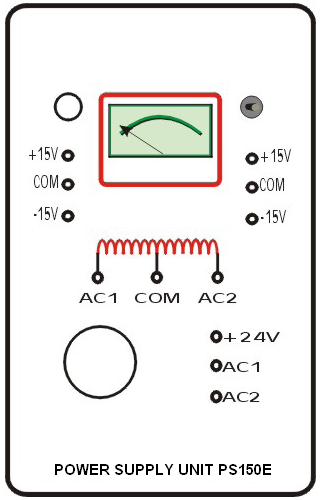 +15V +15V
COM COM
-15V -15V
AC1 COM AC2
+24V
AC1
AC2
POWER SUPPLY UNIT PS150E